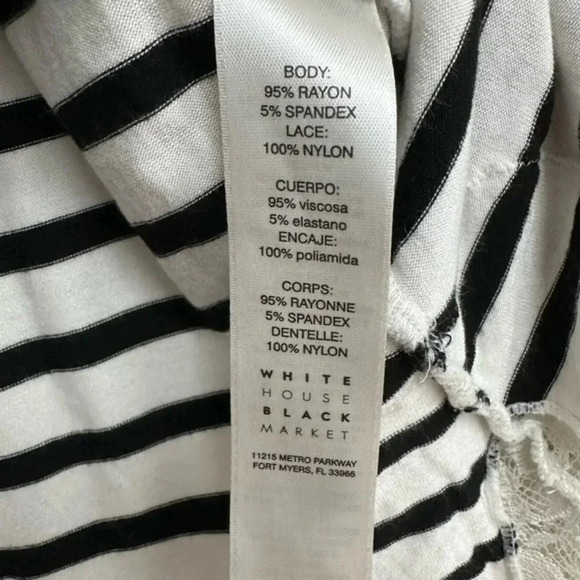 BODY:
95% RAYON
5% SPANDEX
LACE:
100% NYLON
CUERPO:
95% viscosa
5% elastano
ENCAJE:
100% poliamida
CORPS:
95% RAYONNE
5% SPANDEX
DENTELLE:
100% NYLON
WHITE
HOUSE
BLACK
MARKET
11215 METRO PARKWAY
FORT MYERS, FL 33966